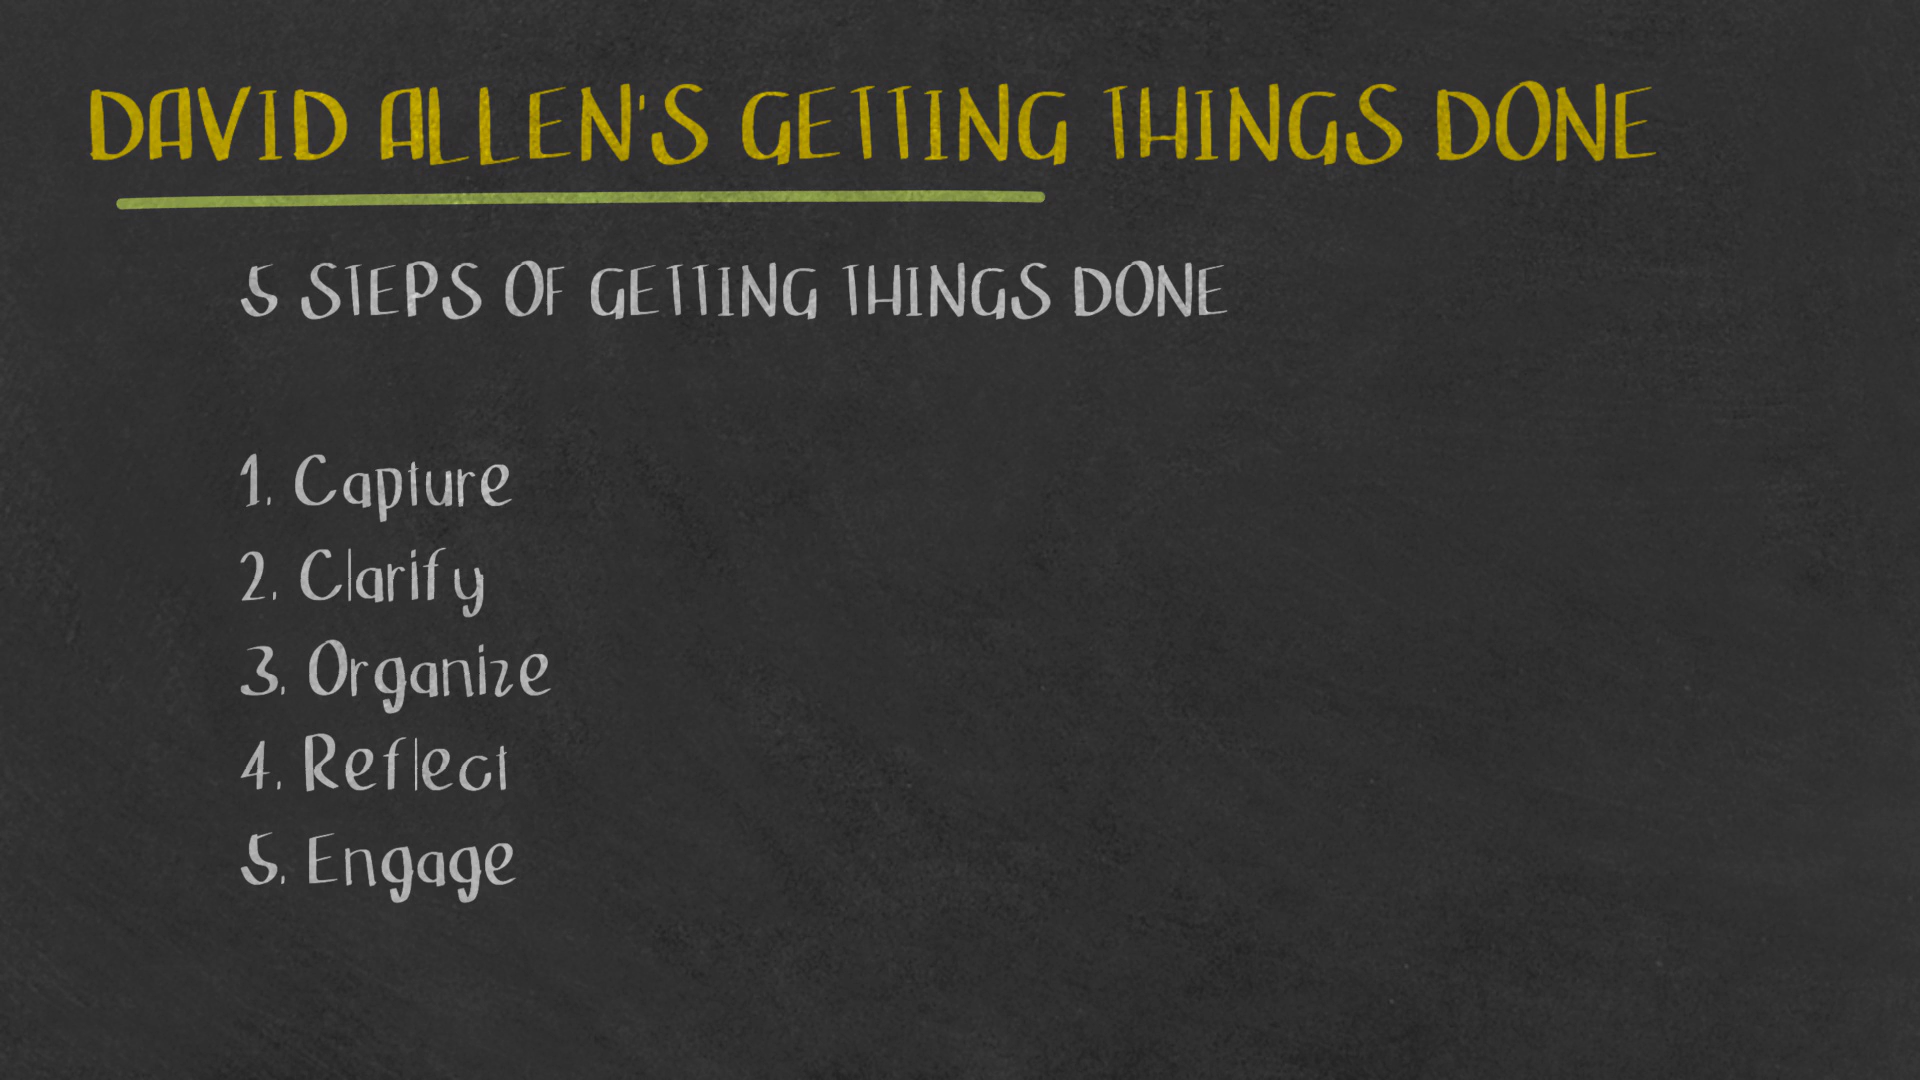 DAVID ALLEN'S GETTING THINGS DONE
5 STEPS OF GETTING THINGS DONE
1. Capture
2. Clarify
3. Organize
4. Reflect
5. Engage